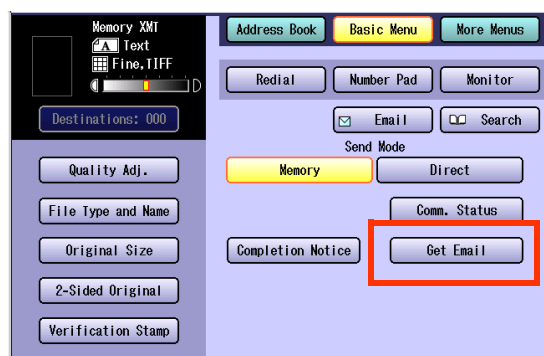 Memory XMT
A Text
Fine,TIFF
D
Destinations: 000
Quality Adj.
File Type and Name
Original Size
2-Sided Original
Verification Stamp
Address Book Basic Menu More Menus
Redial Number Pad Monitor
Email Search
Send Mode
Memory Direct
Comm. Status
Completion Notice Get Email